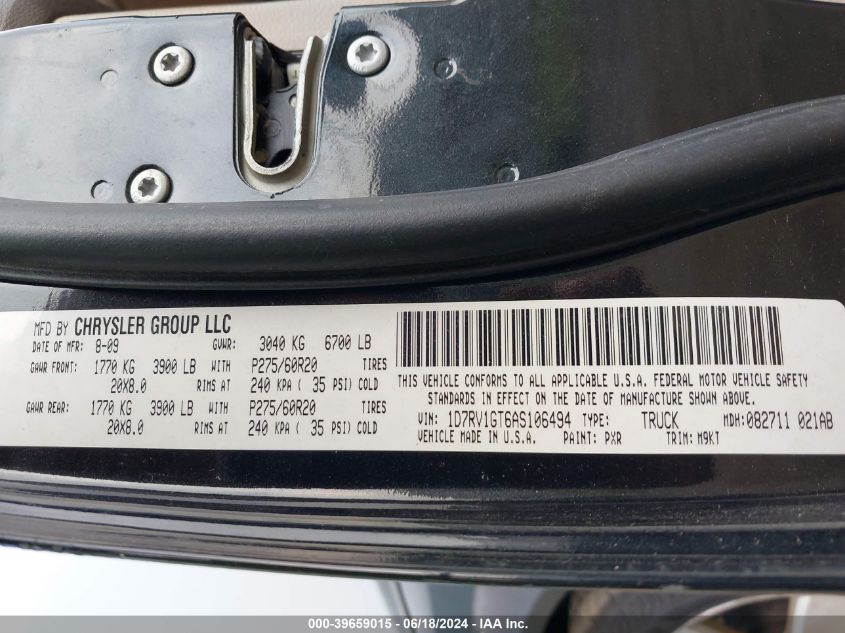 MFD BY CHRYSLER GROUP LLC
DATE OF MFR: 8-09 GVWR: 3040 KG 6700 LB
GAWR FRONT: 1770 KG 3900 LB WITH P275/60R20 TIRES
20X8.0 RIMS AT 240 KPA ( 35 PSI) COLD
GAWR REAR: 1770 KG 3900 LB WITH P275/60R20 TIRES
20X8.0 RIMS AT 240 KPA ( 35 PSI) COLD
THIS VEHICLE CONFORMS TO ALL APPLICABLE U.S.A. FEDERAL MOTOR VEHICLE SAFETY
STANDARDS IN EFFECT ON THE DATE OF MANUFACTURE SHOWN ABOVE.
VIN: 1D7RV1GT6AS106494 TYPE: TRUCK MDH:082711 021AB
VEHICLE MADE IN U.S.A. PAINT: PXR TRIM: M9KT
000-39659015 - 06/18/2024 - IAA Inc.